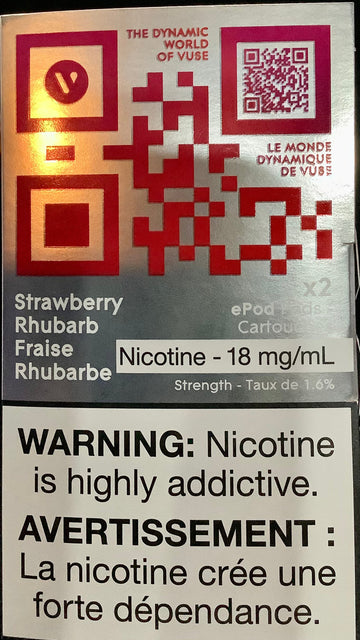 THE DYNAMIC
WORLD
OF VUSE
LE MONDE
DYNAMIQUE
DE VUSE
x2
ePod
Strawberry
Rhubarb
Fraise
Rhubarbe
Nicotine - 18 mg/mL
Strength - Taux de 1.6%
WARNING: Nicotine
is highly addictive.
AVERTISSEMENT :
La nicotine crée une
forte dépendance.